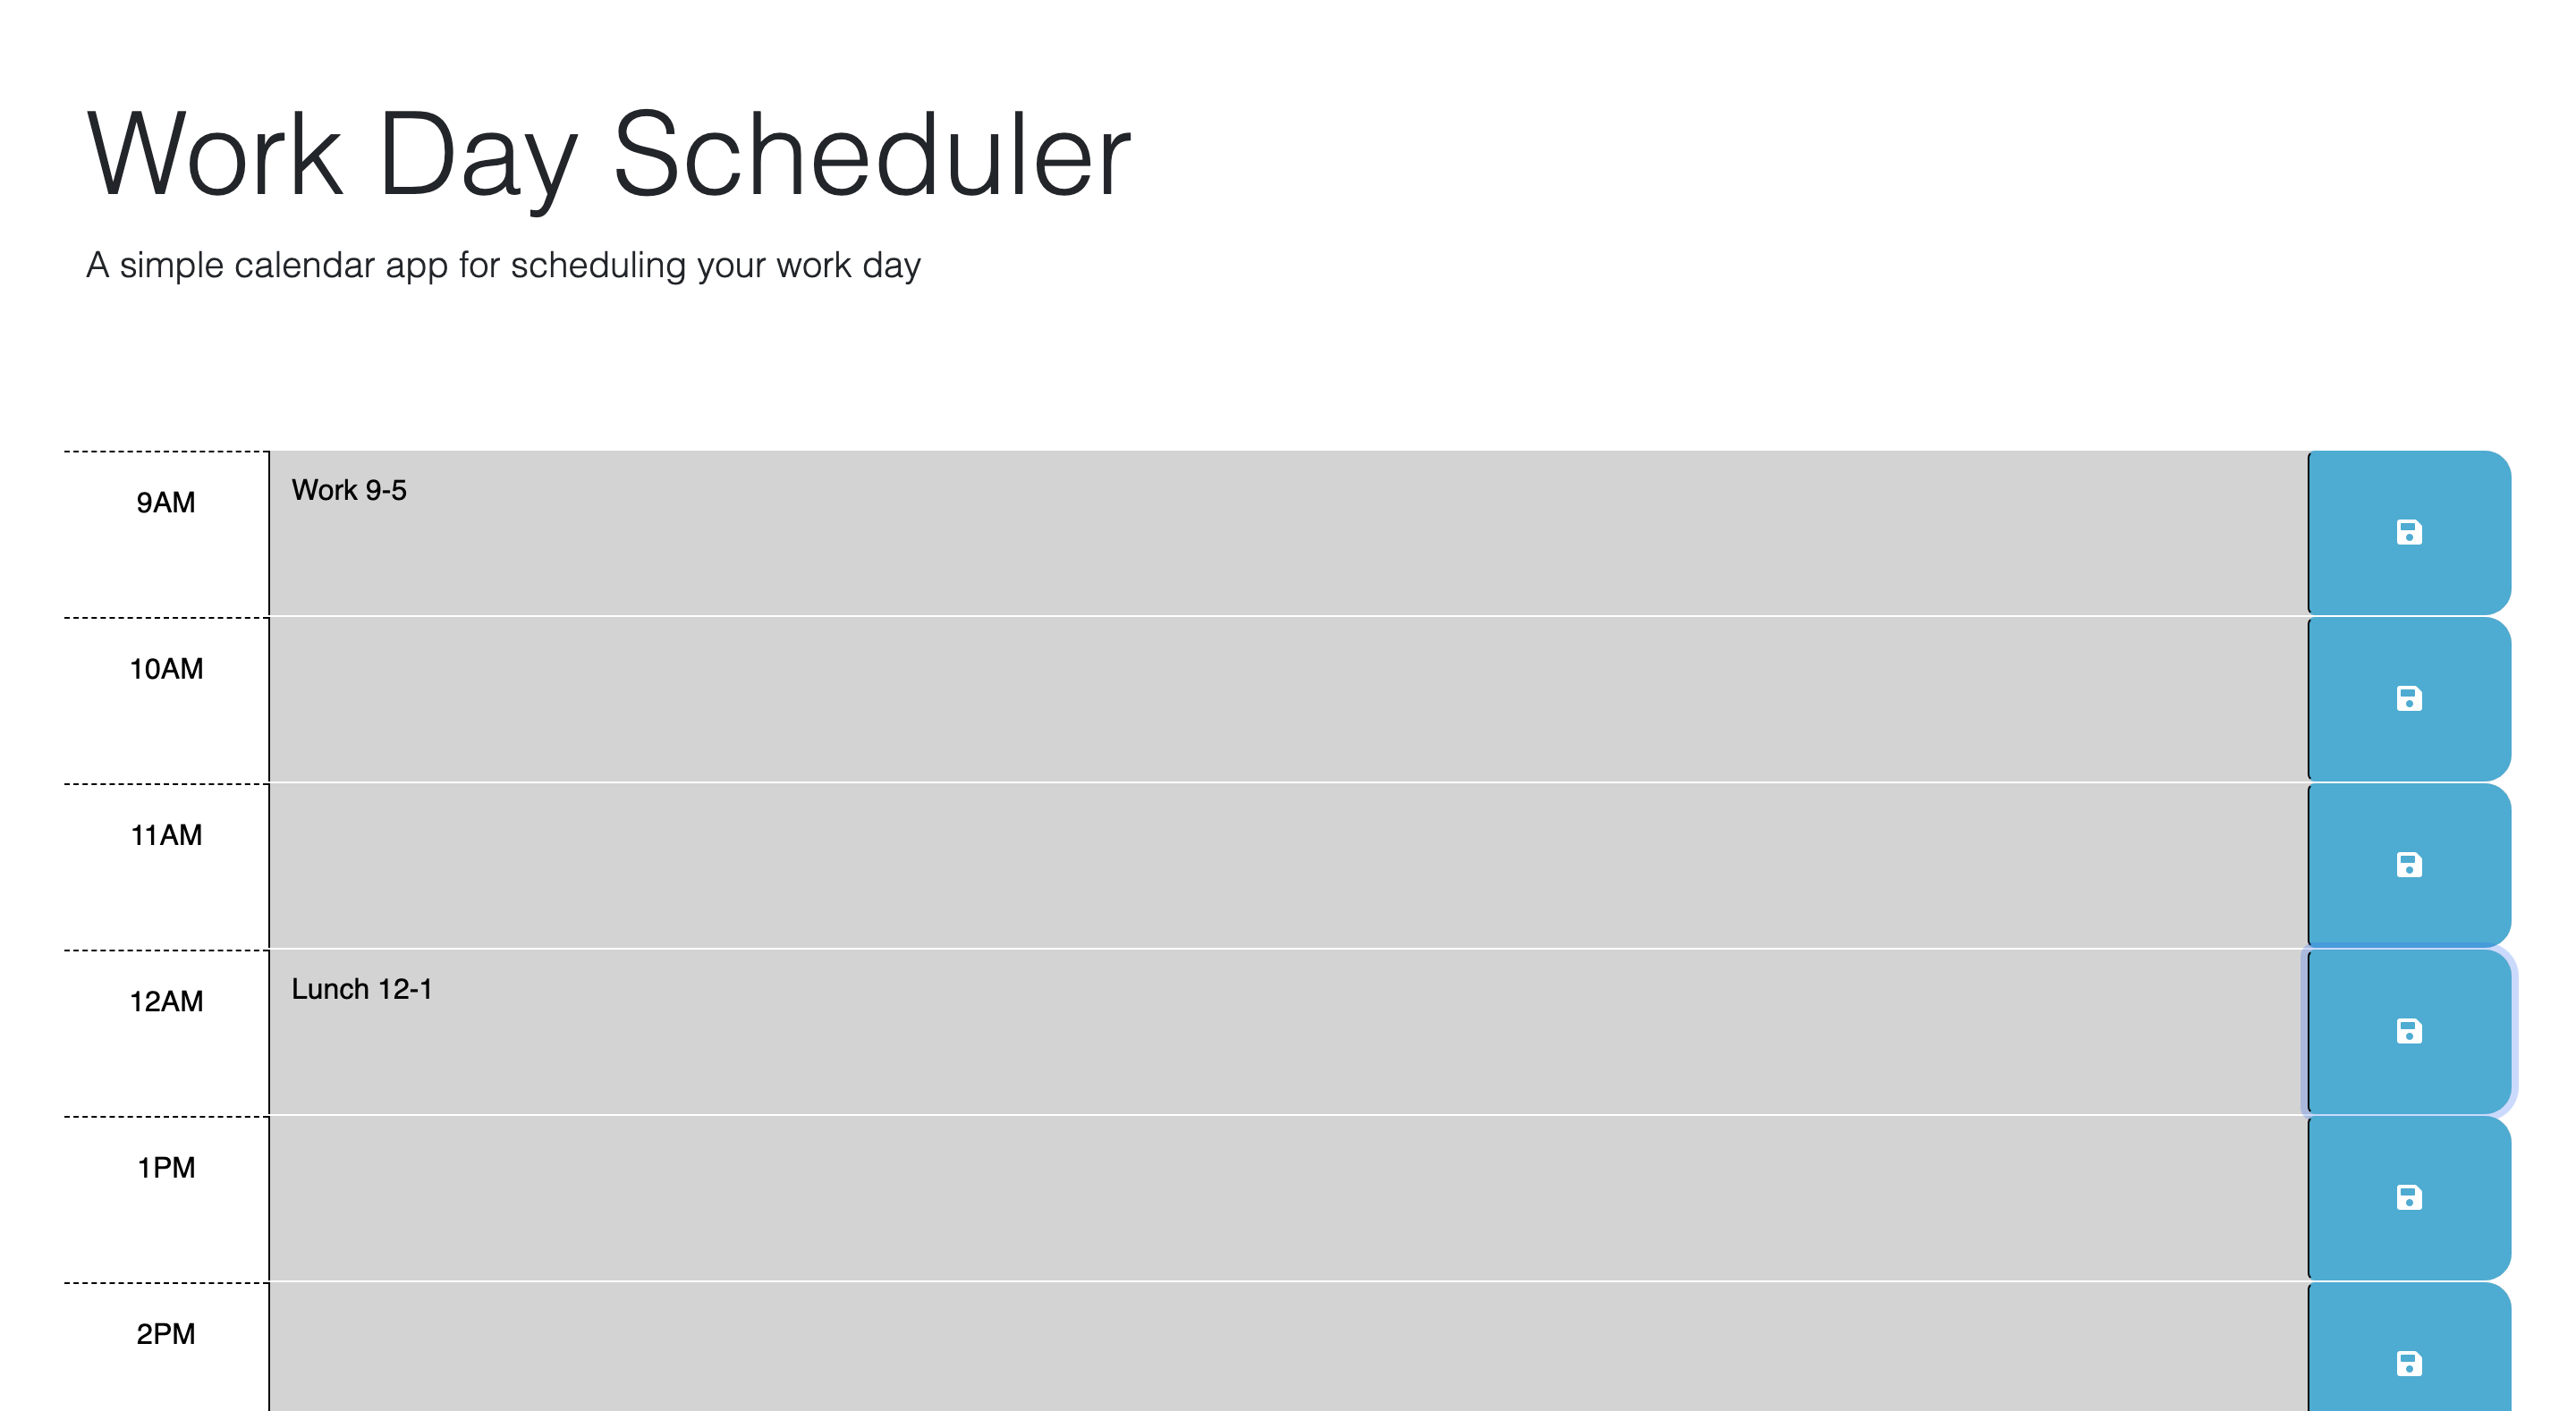 Work Day Scheduler
A simple calendar app for scheduling your work day
9AM
Work 9-5
10AM
11AM
12AM
Lunch 12-1
1PM
2PM